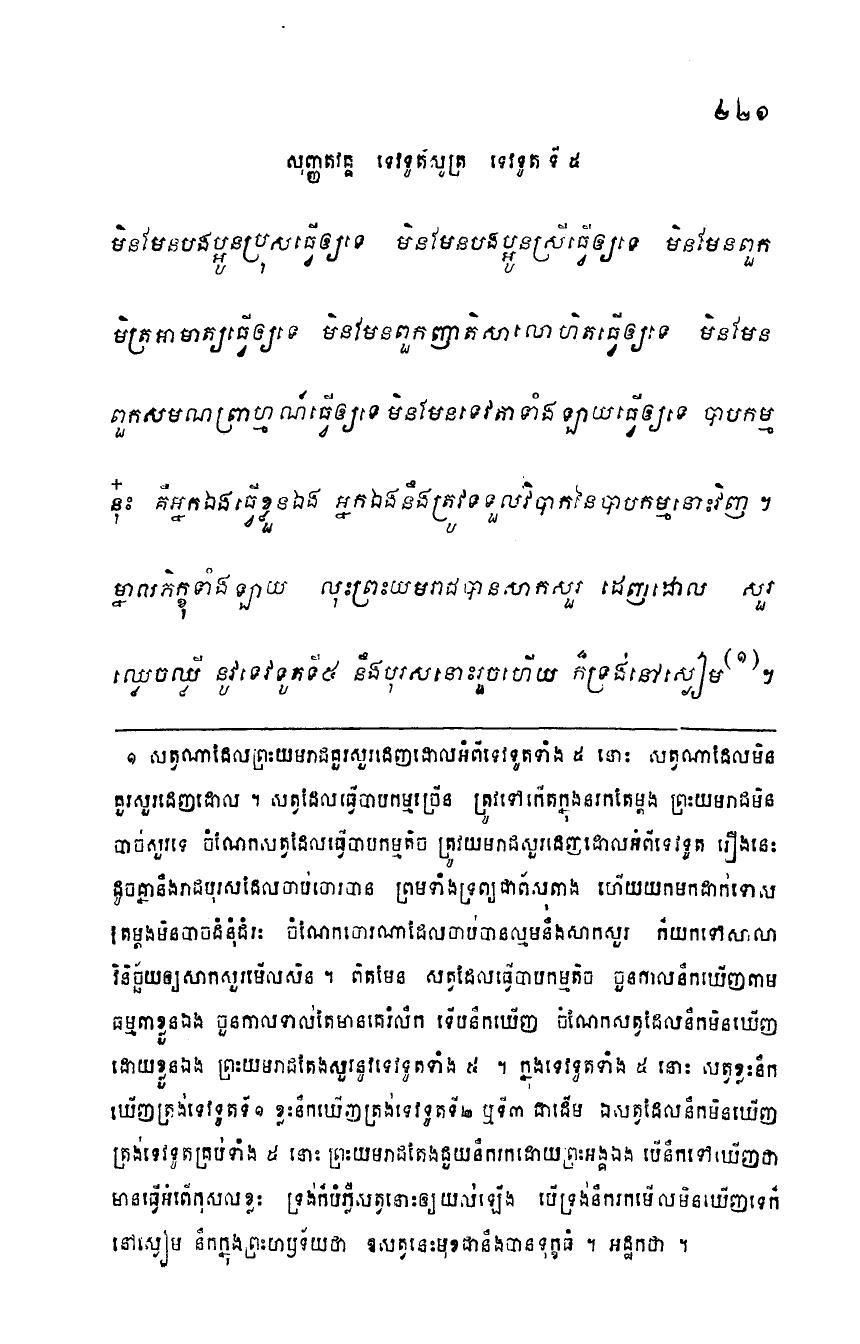 ២២១
សុញ្ញតវគ្គ ទេវទូតសូត្រ ទេវទូត ទី ៥
មិនមែនបងប្អូនប្រុសធ្វើឲ្យទេ មិនមែនបងប្អូនស្រីធ្វើឲ្យទេ មិនមែនពួក
មិត្រអាមាត្យធ្វើឲ្យទេ មិនមែនពួកញាតិសាលោហិតធ្វើឲ្យទេ មិនមែន
ពួកសមណព្រាហ្មណ៍ធ្វើឲ្យទេ មិនមែនទេវតាទាំងឡាយធ្វើឲ្យទេ បាបកម្ម
នុ៎ះ គឺអ្នកឯងធ្វើខ្លួនឯង អ្នកឯងនឹងត្រូវទទួលវិបាកនៃបាបកម្មនោះវិញ ។
ម្នាលភិក្ខុទាំងឡាយ លុះព្រះយមរាជបានសាកសួរ ដេញដោល សួរ
ឈ្វេចឈ្វី នូវទេវទូតទី៥ នឹងបុរសនោះរួចហើយ ក៏ទ្រង់នៅស្ងៀម(១)។
១ សត្វណាដែលព្រះយមរាជគួរសួរដេញដោលអំពីទេវទូតទាំង ៥ នោះ សត្វណាដែលមិន
គួរសួរដេញដោល ។ សត្វដែលធ្វើបាបកម្មច្រើន ត្រូវទៅកើតក្នុងនរកតែម្តង ព្រះយមរាជមិន
បាច់សួរទេ ចំណែកសត្វដែលធ្វើបាបកម្មតិច ត្រូវយមរាជសួរដេញដោលអំពីទេវទូត រឿងនេះ
ដូចគ្នានឹងរាជបុរសដែលចាប់ចោរបាន ព្រមទាំងទ្រព្យជាភ័ស្តុតាង ហើយយកមកដាក់ទោស
តែម្តងមិនបាច់ជំនុំជំរះ ចំណែកចោរណាដែលចាប់បានល្មមនឹងសាកសួរ ក៏យកទៅសាលា
វិនិច្ឆ័យឲ្យសាកសួរមើលសិន ។ ពិតមែន សត្វដែលធ្វើបាបកម្មតិច ជួនកាលនឹកឃើញតាម
ធម្មតាខ្លួនឯង ជួនកាលទាល់តែមានគេរំលឹក ទើបនឹកឃើញ ចំណែកសត្វដែលនឹកមិនឃើញ
ដោយខ្លួនឯង ព្រះយមរាជតែងសួរនូវទេវទូតទាំង ៥ ។ ក្នុងទេវទូតទាំង ៥ នោះ សត្វខ្លះនឹក
ឃើញត្រង់ទេវទូតទី១ ខ្លះនឹកឃើញត្រង់ទេវទូតទី២ ឬទី៣ ជាដើម ឯសត្វដែលនឹកមិនឃើញ
ត្រង់ទេវទូតគ្រប់ទាំង ៥ នោះ ព្រះយមរាជតែងជួយនឹករកដោយព្រះអង្គឯង បើនឹកទៅឃើញថា
មានធ្វើអំពើកុសលខ្លះ ទ្រង់ក៏បំភ្លឺសត្វនោះឲ្យយល់ឡើង បើទ្រង់នឹករកមើលមិនឃើញទេក៏
នៅស្ងៀម នឹកក្នុងព្រះហឫទ័យថា ឱសត្វនេះមុខជានឹងបានទុក្ខធំ ។ អដ្ឋកថា ។